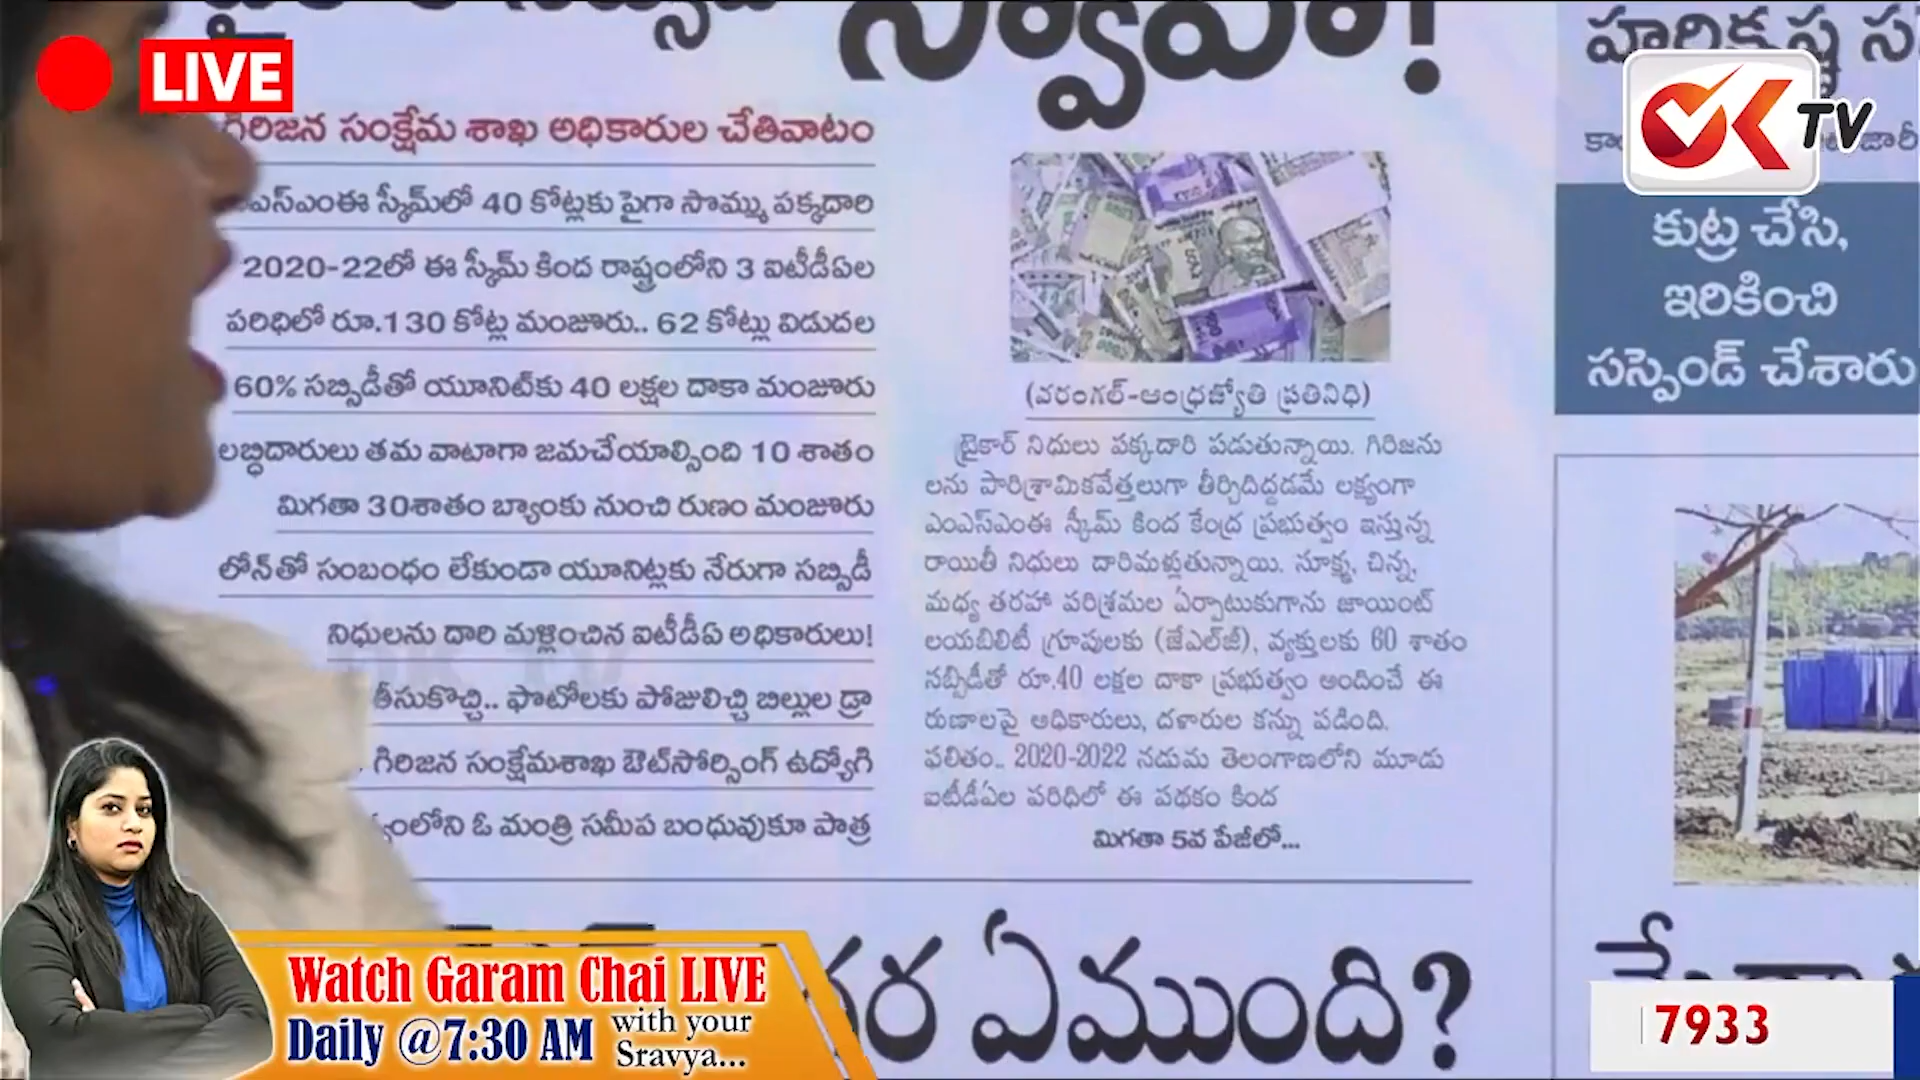 LIVE
గిరిజన సంక్షేమ శాఖ అధికారుల చేతివాటం
ఎస్ఎంఈ స్కీమ్‌లో 40 కోట్లకు పైగా సొమ్ము పక్కదారి
2020-22లో ఈ స్కీమ్ కింద రాష్ట్రంలోని 3 ఐటీడీఏల
పరిధిలో రూ.130 కోట్ల మంజూరు.. 62 కోట్లు విడుదల
60% సబ్సిడీతో యూనిట్‌కు 40 లక్షల దాకా మంజూరు
లబ్ధిదారులు తమ వాటాగా జమచేయాల్సింది 10 శాతం
మిగతా 30శాతం బ్యాంకు నుంచి రుణం మంజూరు
లోన్‌తో సంబంధం లేకుండా యూనిట్లకు నేరుగా సబ్సిడీ
నిధులను దారి మళ్లించిన ఐటీడీఏ అధికారులు!
తీసుకొచ్చి.. ఫొటోలకు పోజులిచ్చి బిల్లుల డ్రా
గిరిజన సంక్షేమశాఖ ఔట్‌సోర్సింగ్ ఉద్యోగి
ఓ మంత్రి సమీప బంధువుకూ పాత్ర
(వరంగల్-ఆంధ్రజ్యోతి ప్రతినిధి)
ట్రైకార్ నిధులు పక్కదారి పడుతున్నాయి. గిరిజను
లను పారిశ్రామికవేత్తలుగా తీర్చిదిద్దడమే లక్ష్యంగా
ఎంఎస్ఎంఈ స్కీమ్ కింద కేంద్ర ప్రభుత్వం ఇస్తున్న
రాయితీ నిధులు దారిమళ్లుతున్నాయి. సూక్ష్మ, చిన్న,
మధ్య తరహా పరిశ్రమల ఏర్పాటుకుగాను జాయింట్
లయబిలిటీ గ్రూపులకు (జేఎల్‌జీ), వ్యక్తులకు 60 శాతం
సబ్సిడీతో రూ.40 లక్షల దాకా ప్రభుత్వం అందించే ఈ
రుణాలపై అధికారులు, దళారుల కన్ను పడింది.
ఫలితం.. 2020-2022 నడుమ తెలంగాణలోని మూడు
ఐటీడీఏల పరిధిలో ఈ పథకం కింద
మిగతా 5వ పేజీలో...
ఏముంది?
హరికృష్ణ
OK TV
కుట్ర చేసి,
ఇరికించి
సస్పెండ్ చేశారు
Watch Garam Chai LIVE
Daily @7:30 AM with your
Sravya...
7933